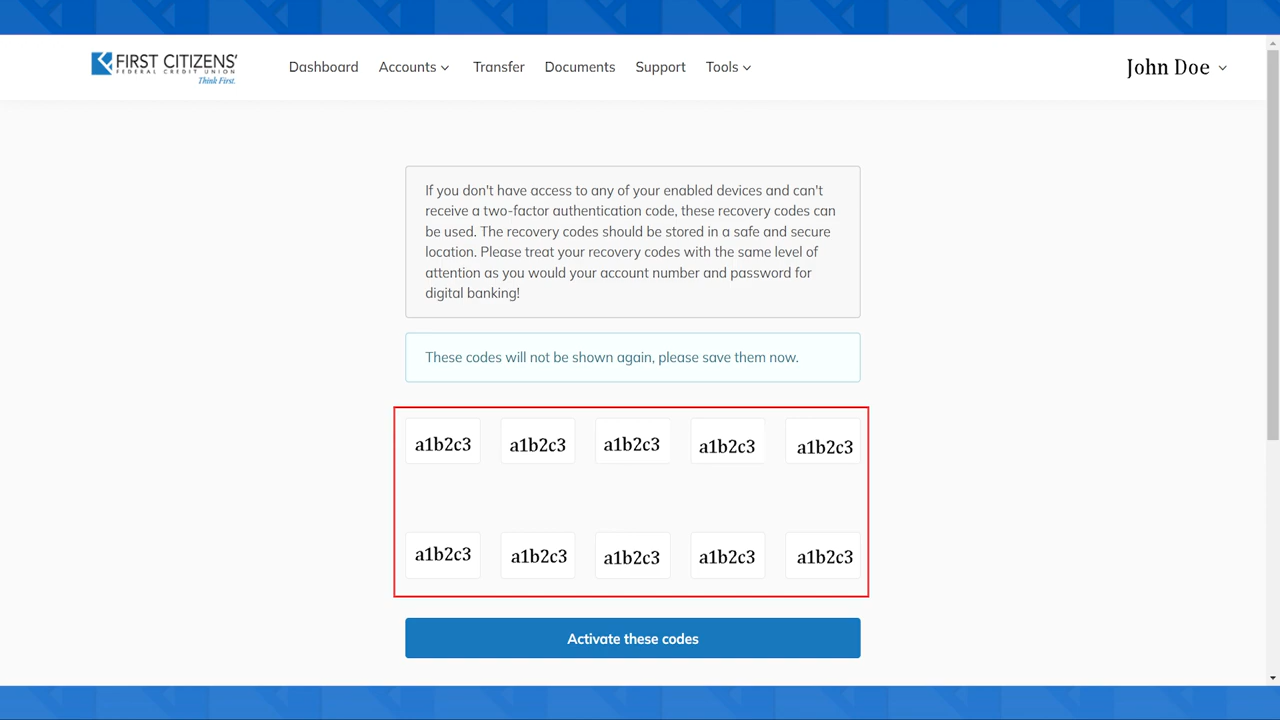 FIRST CITIZENS'
FEDERAL CREDIT UNION
Think First.
Dashboard Accounts Transfer Documents Support Tools John Doe
If you don't have access to any of your enabled devices and can't
receive a two-factor authentication code, these recovery codes can
be used. The recovery codes should be stored in a safe and secure
location. Please treat your recovery codes with the same level of
attention as you would your account number and password for
digital banking!
These codes will not be shown again, please save them now.
a1b2c3 a1b2c3 a1b2c3 a1b2c3 a1b2c3
a1b2c3 a1b2c3 a1b2c3 a1b2c3 a1b2c3
Activate these codes